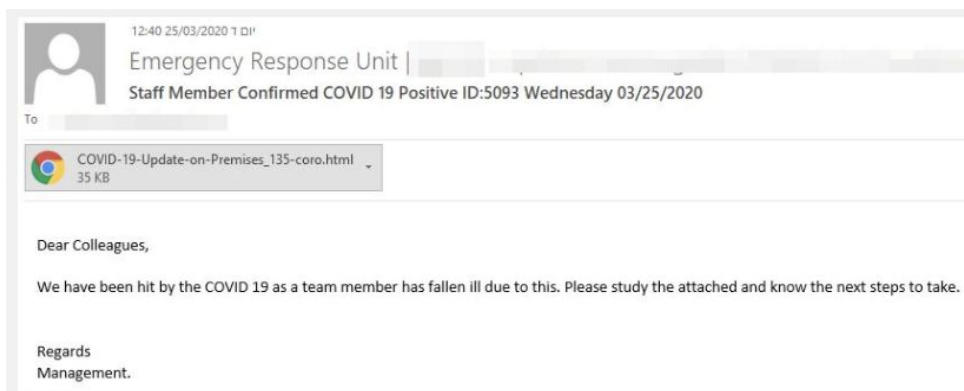 12:40 25/03/2020 יום ד
Emergency Response Unit |
Staff Member Confirmed COVID 19 Positive ID:5093 Wednesday 03/25/2020
To
COVID-19-Update-on-Premises_135-coro.html
35 KB
Dear Colleagues,
We have been hit by the COVID 19 as a team member has fallen ill due to this. Please study the attached and know the next steps to take.
Regards
Management.